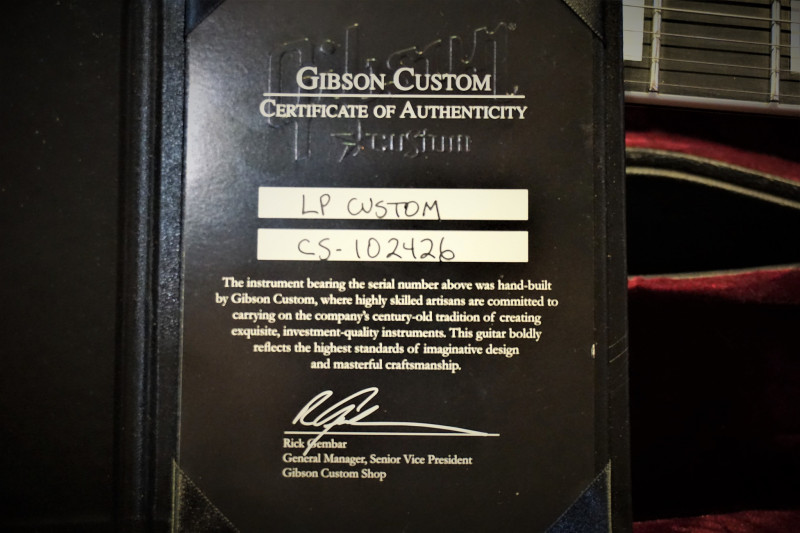 Gibson
GIBSON CUSTOM
CERTIFICATE OF AUTHENTICITY
Custom
LP CUSTOM
CS-102426
The instrument bearing the serial number above was hand-built
by Gibson Custom, where highly skilled artisans are committed to
carrying on the company's century-old tradition of creating
exquisite, investment-quality instruments. This guitar boldly
reflects the highest standards of imaginative design
and masterful craftsmanship.
Rick Gembar
General Manager, Senior Vice President
Gibson Custom Shop